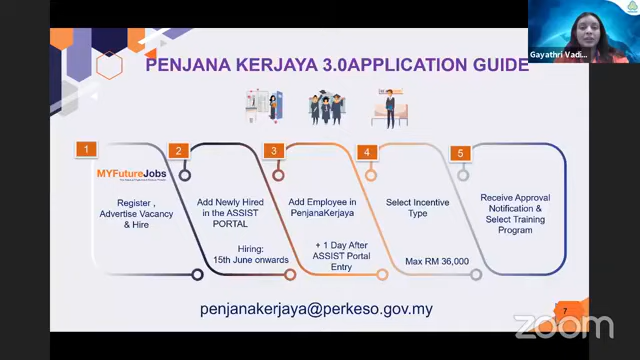 Gayathri Vadi...
PENJANA KERJAYA 3.0APPLICATION GUIDE
1
2
3
4
5
MYFutureJobs
Register ,
Advertise Vacancy
& Hire
Add Newly Hired
in the ASSIST
PORTAL
Hiring:
15th June onwards
Add Employee in
PenjanaKerjaya
+ 1 Day After
ASSIST Portal
Entry
Select Incentive
Type
Max RM 36,000
Receive Approval
Notification &
Select Training
Program
penjanakerjaya@perkeso.gov.my
7
zoom